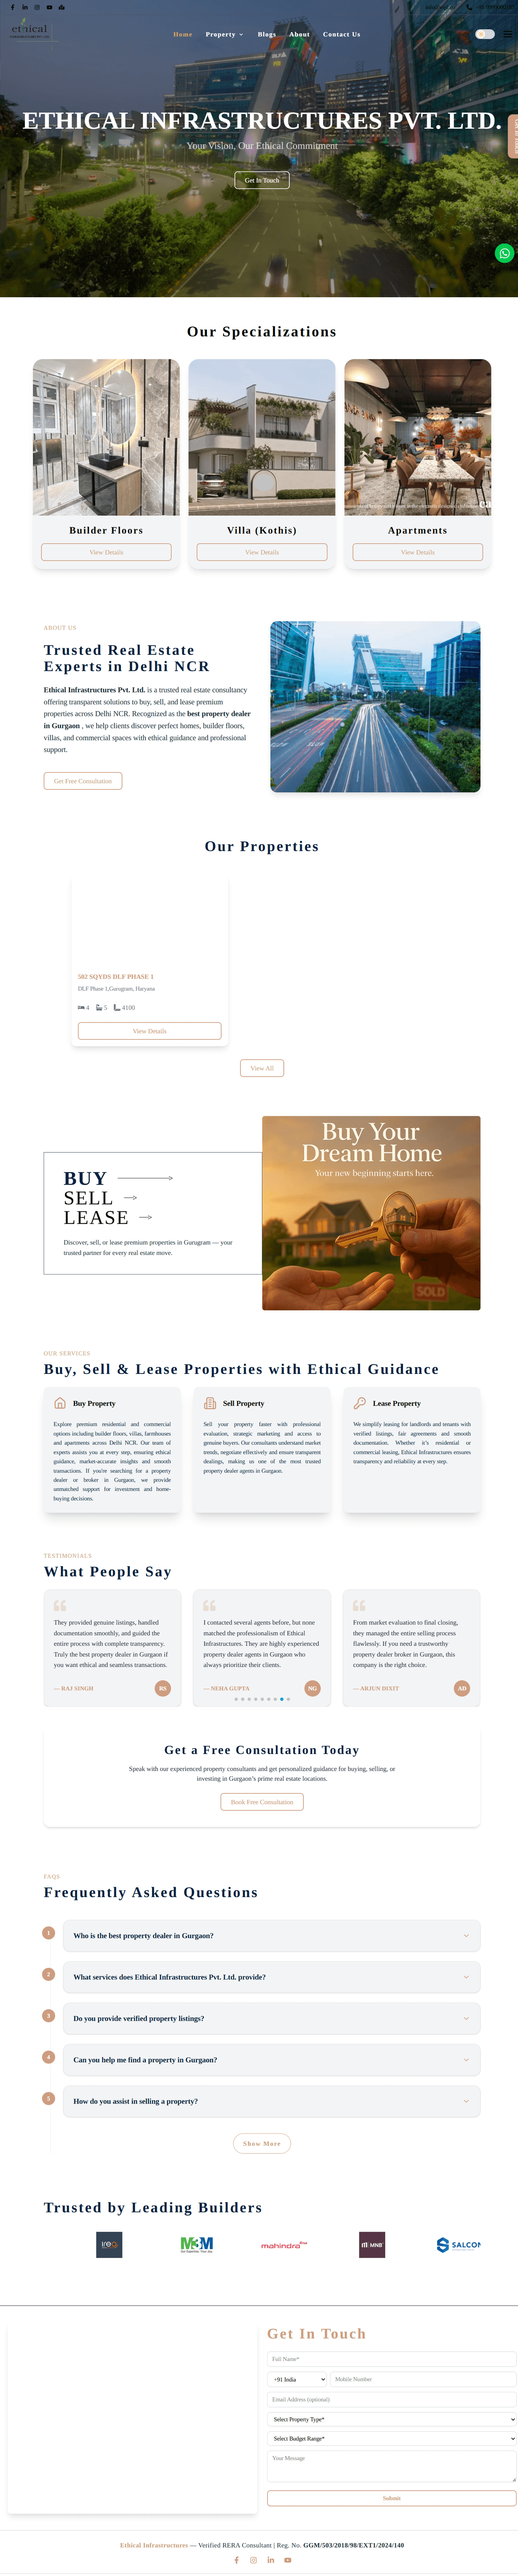 ethical
Home
Property
Blogs
About
Contact Us
ETHICAL INFRASTRUCTURES PVT. LTD.
Your Vision, Our Ethical Commitment
Get In Touch
Our Specializations
Builder Floors
Villa (Kothis)
Apartments
View Details
View Details
View Details
ABOUT US
Trusted Real Estate
Experts in Delhi NCR
Ethical Infrastructures Pvt. Ltd. is a trusted real estate consultancy
offering transparent solutions to buy, sell, and lease premium
properties across Delhi NCR. Recognized as the best property dealer
in Gurgaon , we help clients discover perfect homes, builder floors,
villas, and commercial spaces with ethical guidance and professional
support.
Get Free Consultation
Our Properties
502 SQYDS DLF PHASE 1
DLF Phase 1,Gurugram, Haryana
4 5 4100
View Details
View All
BUY
SELL
LEASE
Discover, sell, or lease premium properties in Gurugram — your
trusted partner for every real estate move.
Buy Your
Dream Home
Your new beginning starts here.
SOLD
OUR SERVICES
Buy, Sell & Lease Properties with Ethical Guidance
Buy Property
Explore premium residential and commercial
options including builder floors, villas, farmhouses
and apartments across Delhi NCR. Our team of
experts assists you at every step, ensuring ethical
guidance, market-accurate insights and smooth
transactions. If you're searching for a property
dealer or broker in Gurgaon, we provide
unmatched support for investment and home-
buying decisions.
Sell Property
Sell your property faster with professional
evaluation, strategic marketing and access to
genuine buyers. Our consultants understand market
trends, negotiate effectively and ensure transparent
dealings, making us one of the most trusted
property dealer agents in Gurgaon.
Lease Property
We simplify leasing for landlords and tenants with
verified listings, fair agreements and smooth
documentation. Whether it's residential or
commercial leasing, Ethical Infrastructures ensures
transparency and reliability at every step.
TESTIMONIALS
What People Say
They provided genuine listings, handled
documentation smoothly, and guided the
entire process with complete transparency.
Truly the best property dealer in Gurgaon if
you want ethical and seamless transactions.
— RAJ SINGH
RS
I contacted several agents before, but none
matched the professionalism of Ethical
Infrastructures. They are highly experienced
property dealer agents in Gurgaon who
always prioritize their clients.
— NEHA GUPTA
NG
From market evaluation to final closing,
they managed the entire selling process
flawlessly. If you need a trustworthy
property dealer broker in Gurgaon, this
company is the right choice.
— ARJUN DIXIT
AD
Get a Free Consultation Today
Speak with our experienced property consultants and get personalized guidance for buying, selling, or
investing in Gurgaon's prime real estate locations.
Book Free Consultation
FAQS
Frequently Asked Questions
1
Who is the best property dealer in Gurgaon?
2
What services does Ethical Infrastructures Pvt. Ltd. provide?
3
Do you provide verified property listings?
4
Can you help me find a property in Gurgaon?
5
How do you assist in selling a property?
Show More
Trusted by Leading Builders
M3M
mahindra
MNB
SALCON
Get In Touch
Full Name*
+91 India
Mobile Number
Email Address (optional)
Select Property Type*
Select Budget Range*
Your Message
Submit
Ethical Infrastructures — Verified RERA Consultant | Reg. No. GGM/503/2018/98/EXT1/2024/140